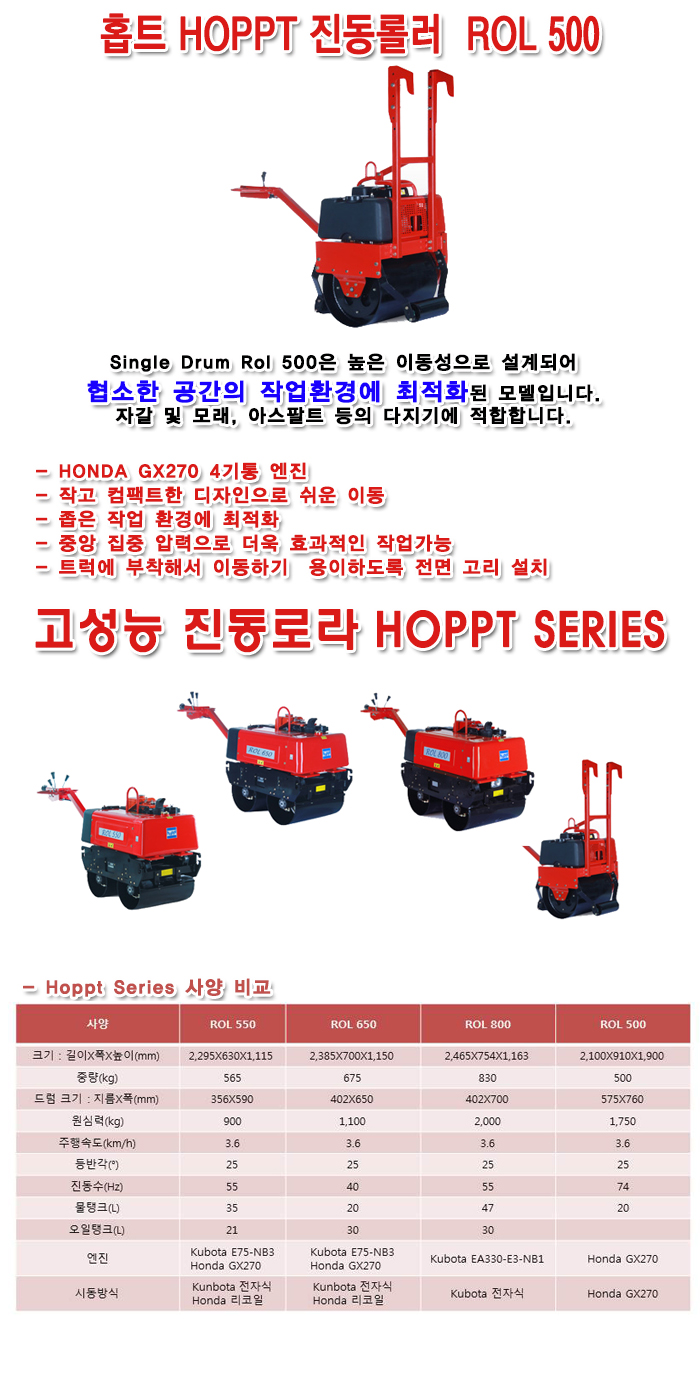 홉트 HOPPT 진동롤러 ROL 500
Single Drum Rol 500은 높은 이동성으로 설계되어
협소한 공간의 작업환경에 최적화된 모델입니다.
자갈 및 모래, 아스팔트 등의 다지기에 적합합니다.
- HONDA GX270 4기통 엔진
- 작고 컴팩트한 디자인으로 쉬운 이동
- 좁은 작업 환경에 최적화
- 중앙 집중 압력으로 더욱 효과적인 작업가능
- 트럭에 부착해서 이동하기 용이하도록 전면 고리 설치
고성능 진동로라 HOPPT SERIES
ROL 650
ROL 800
ROL 550
- Hoppt Series 사양 비교
사양 ROL 550 ROL 650 ROL 800 ROL 500
크기 : 길이X폭X높이(mm) 2,295X630X1,115 2,385X700X1,150 2,465X754X1,163 2,100X910X1,900
중량(kg) 565 675 830 500
드럼 크기 : 지름X폭(mm) 356X590 402X650 402X700 575X760
원심력(kg) 900 1,100 2,000 1,750
주행속도(km/h) 3.6 3.6 3.6 3.6
등반각(°) 25 25 25 25
진동수(Hz) 55 40 55 74
물탱크(L) 35 20 47 20
오일탱크(L) 21 30 30
엔진 Kubota E75-NB3 Honda GX270 Kubota E75-NB3 Honda GX270 Kubota EA330-E3-NB1 Honda GX270
시동방식 Kunbota 전자식 Honda 리코일 Kunbota 전자식 Honda 리코일 Kubota 전자식 Honda GX270